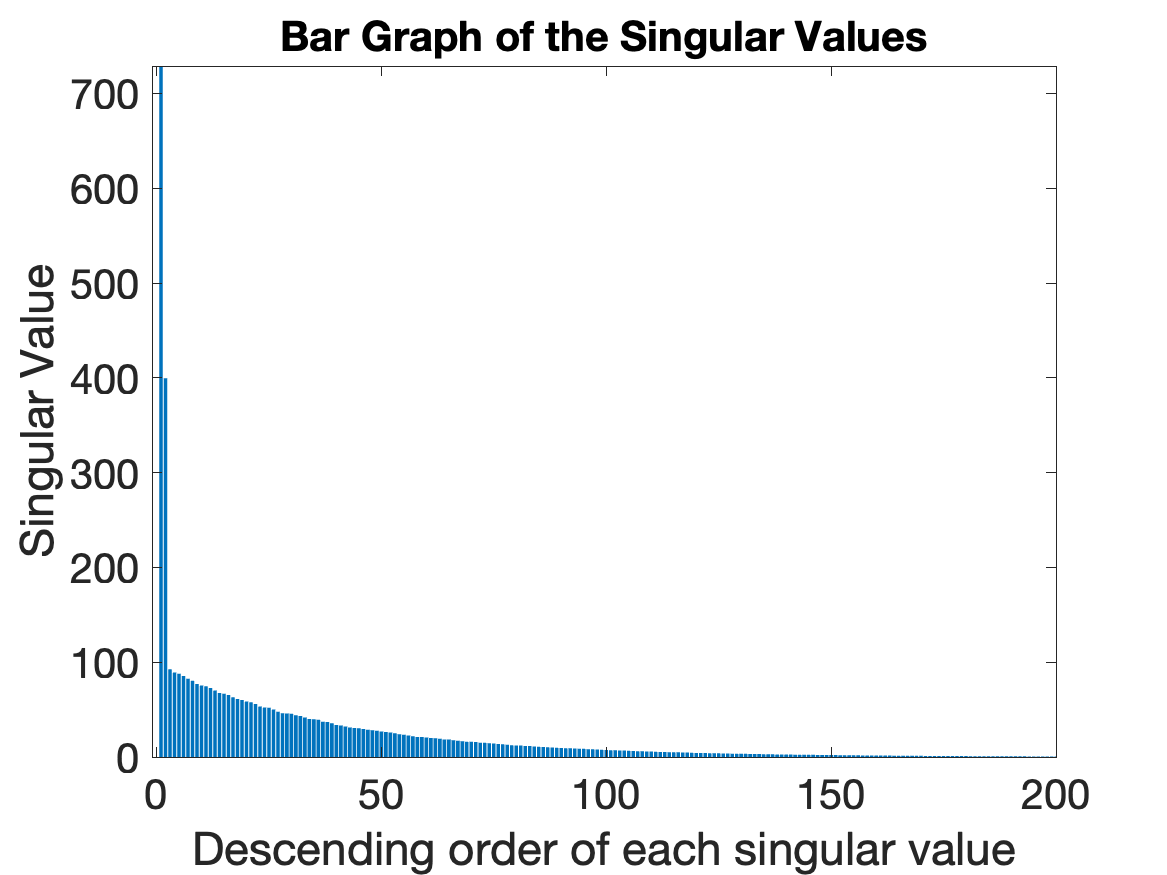 Bar Graph of the Singular Values
700
600
500
400
300
200
100
0
Singular Value
0 50 100 150 200
Descending order of each singular value